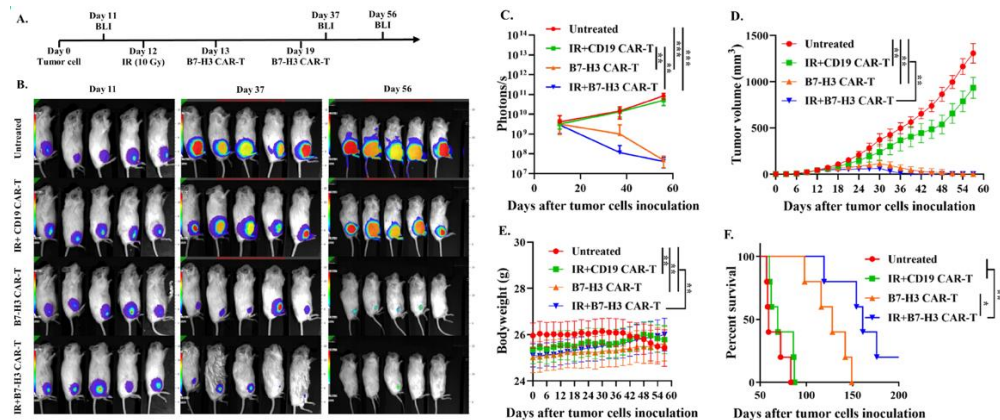 A.
Day 11
BLI
Day 37
BLI
Day 56
BLI
Day 0
Tumor cell
Day 12
IR (10 Gy)
Day 13
B7-H3 CAR-T
Day 19
B7-H3 CAR-T
B.
Day 11
Day 37
Day 56
Untreated
IR+ CD19 CAR-T
B7-H3 CAR-T
IR+B7-H3 CAR-T
C.
Photons/s
10¹⁴
10¹³
10¹²
10¹¹
10¹⁰
10⁹
10⁸
10⁷
0
20
40
60
Days after tumor cells inoculation
Untreated
IR+CD19 CAR-T
B7-H3 CAR-T
IR+B7-H3 CAR-T
**
***
***
***
D.
Tumor volume (mm³)
1500
1000
500
0
0 6 12 18 24 30 36 39 45 51 57
Days after tumor cells inoculation
Untreated
IR+CD19 CAR-T
B7-H3 CAR-T
IR+B7-H3 CAR-T
E.
Bodyweight (g)
30
28
26
24
0 6 12 18 24 30 36 42 48 54 60
Days after tumor cells inoculation
Untreated
IR+CD19 CAR-T
B7-H3 CAR-T
IR+B7-H3 CAR-T
**
F.
Percent survival
100
50
0
50
100
150
200
Days after tumor cells inoculation
Untreated
IR+CD19 CAR-T
B7-H3 CAR-T
IR+B7-H3 CAR-T
*
**